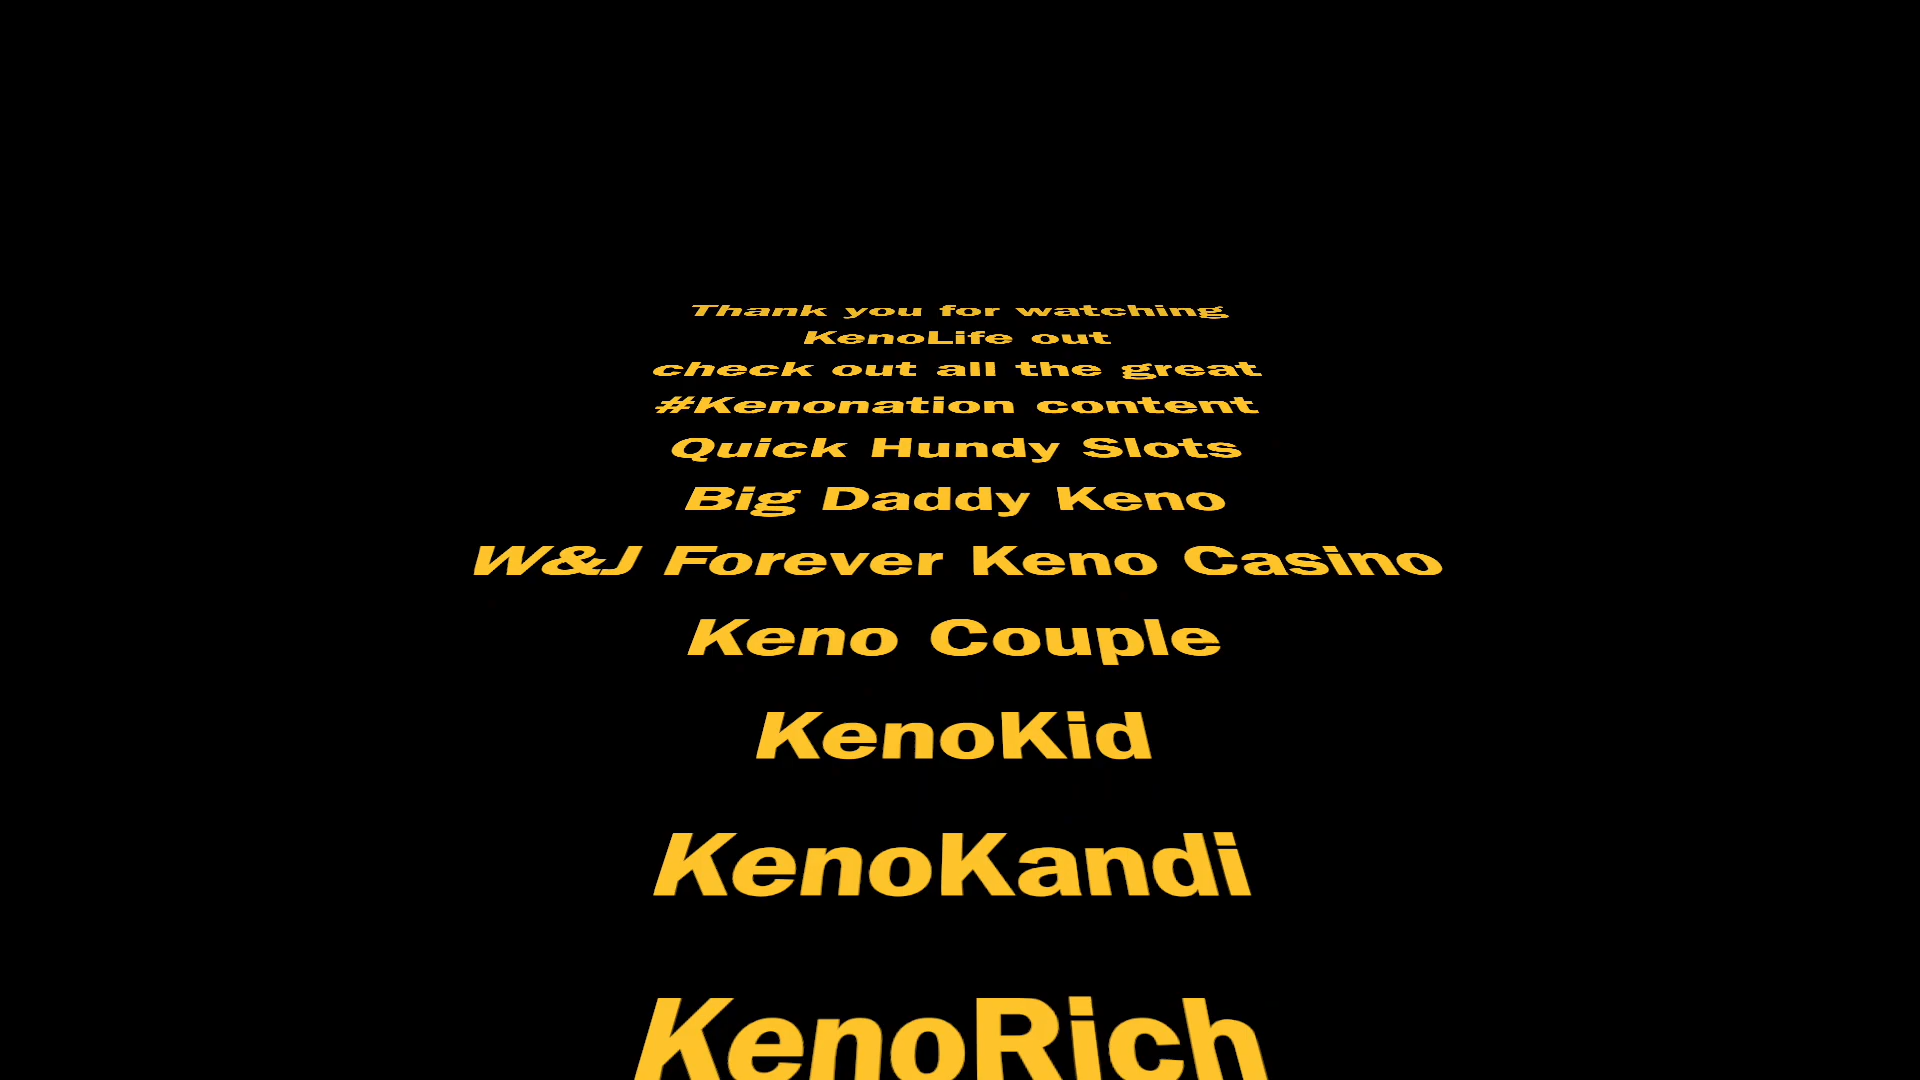 Thank you for watching
KenoLife out
check out all the great
#Kenonation content
Quick Hundy Slots
Big Daddy Keno
W&J Forever Keno Casino
Keno Couple
KenoKid
KenoKandi
KenoRich